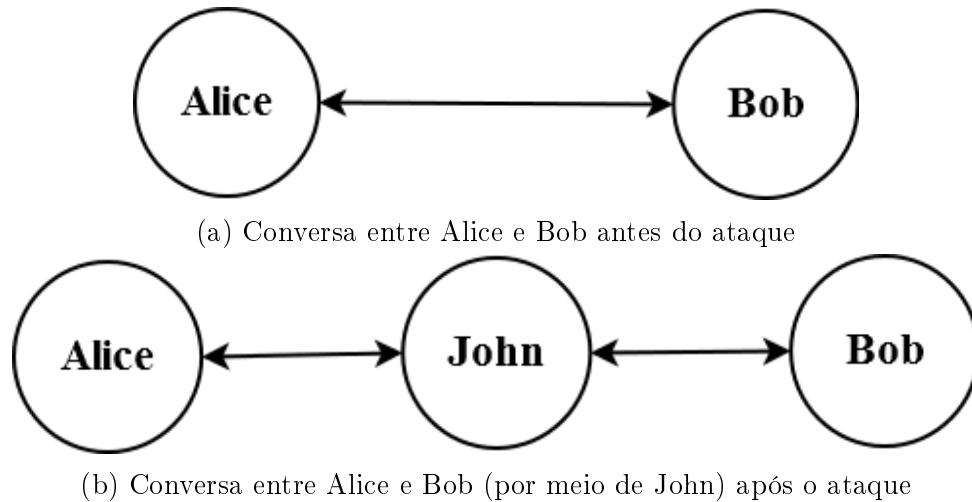 Alice Bob
(a) Conversa entre Alice e Bob antes do ataque
Alice John Bob
(b) Conversa entre Alice e Bob (por meio de John) após o ataque